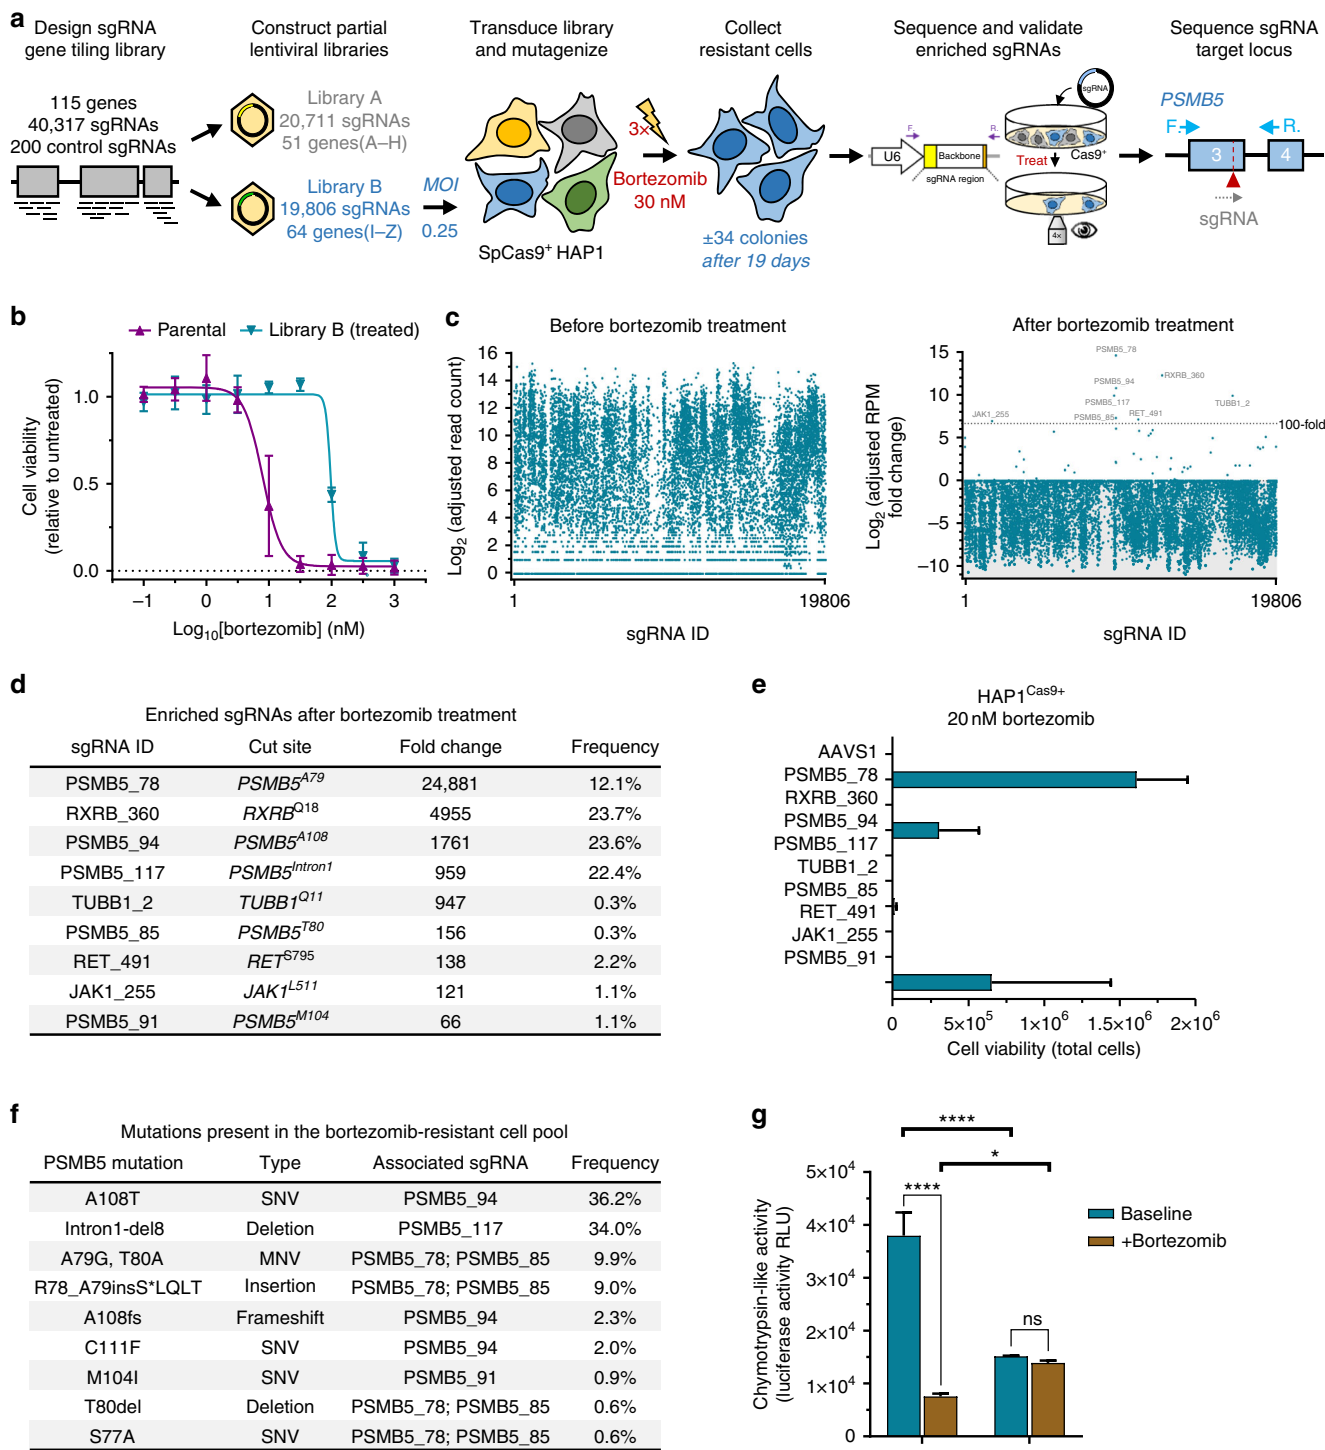 a
Design sgRNA
gene tiling library
Construct partial
lentiviral libraries
Transduce library
and mutagenize
Collect
resistant cells
Sequence and validate
enriched sgRNAs
Sequence sgRNA
target locus
115 genes
40,317 sgRNAs
200 control sgRNAs
Library A
20,711 sgRNAs
51 genes(A–H)
Library B
19,806 sgRNAs
64 genes(I–Z)
MOI
0.25
SpCas9+ HAP1
3×
Bortezomib
30 nM
±34 colonies
after 19 days
F.
R.
U6
Backbone
sgRNA region
sgRNA
Treat
Cas9+
4×
PSMB5
F.
R.
3
4
sgRNA
b
Parental
Library B (treated)
Cell viability
(relative to untreated)
1.0
0.5
0.0
−1
0
1
2
3
Log10[bortezomib] (nM)
c
Before bortezomib treatment
Log2 (adjusted read count)
16
14
12
10
8
6
4
2
0
1
19806
sgRNA ID
After bortezomib treatment
Log2 (adjusted RPM
fold change)
15
10
5
0
−5
−10
PSMB5_78
RXRB_360
PSMB5_94
PSMB5_117
TUBB1_2
JAK1_255
PSMB5_85
RET_491
100-fold
1
19806
sgRNA ID
d
Enriched sgRNAs after bortezomib treatment
sgRNA ID Cut site Fold change Frequency
PSMB5_78 PSMB5A79 24,881 12.1%
RXRB_360 RXRBQ18 4955 23.7%
PSMB5_94 PSMB5A108 1761 23.6%
PSMB5_117 PSMB5Intron1 959 22.4%
TUBB1_2 TUBB1Q11 947 0.3%
PSMB5_85 PSMB5T80 156 0.3%
RET_491 RETS795 138 2.2%
JAK1_255 JAK1L511 121 1.1%
PSMB5_91 PSMB5M104 66 1.1%
e
HAP1Cas9+
20 nM bortezomib
AAVS1
PSMB5_78
RXRB_360
PSMB5_94
PSMB5_117
TUBB1_2
PSMB5_85
RET_491
JAK1_255
PSMB5_91
0
5×10⁵
1×10⁶
1.5×10⁶
2×10⁶
Cell viability (total cells)
f
Mutations present in the bortezomib-resistant cell pool
PSMB5 mutation Type Associated sgRNA Frequency
A108T SNV PSMB5_94 36.2%
Intron1-del8 Deletion PSMB5_117 34.0%
A79G, T80A MNV PSMB5_78; PSMB5_85 9.9%
R78_A79insS*LQLT Insertion PSMB5_78; PSMB5_85 9.0%
A108fs Frameshift PSMB5_94 2.3%
C111F SNV PSMB5_94 2.0%
M104I SNV PSMB5_91 0.9%
T80del Deletion PSMB5_78; PSMB5_85 0.6%
S77A SNV PSMB5_78; PSMB5_85 0.6%
g
Chymotrypsin-like activity
(luciferase activity RLU)
5×10⁴
4×10⁴
3×10⁴
2×10⁴
1×10⁴
0
****
*
****
ns
Baseline
+Bortezomib